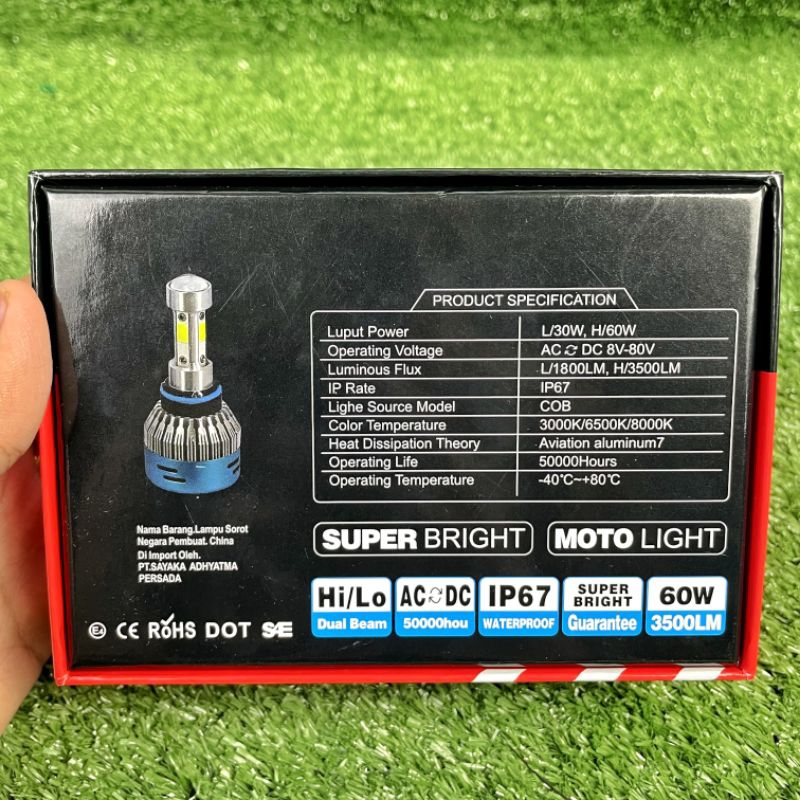 PRODUCT SPECIFICATION
Luput Power L/30W, H/60W
Operating Voltage AC DC 8V-80V
Luminous Flux L/1800LM, H/3500LM
IP Rate IP67
Lighe Source Model COB
Color Temperature 3000K/6500K/8000K
Heat Dissipation Theory Aviation aluminum7
Operating Life 50000Hours
Operating Temperature -40℃~+80℃
Nama Barang.Lampu Sorot
Negara Pembuat. China
Di Import Oleh.
PT.SAYAKA ADHYATMA
PERSADA
SUPER BRIGHT
MOTO LIGHT
Hi/Lo
Dual Beam
AC DC
50000hou
IP67
WATERPROOF
SUPER
BRIGHT
Guarantee
60W
3500LM
E4 CE RoHS DOT SAE